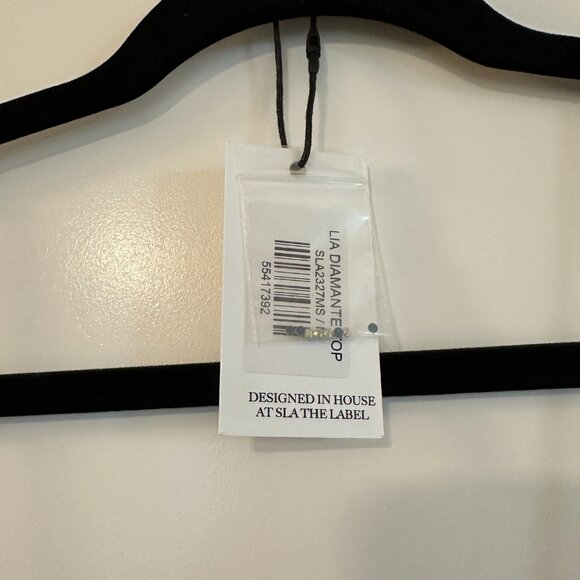 LIA DIAMANTE TOP
SLA2327MS /
55417392
DESIGNED IN HOUSE
AT SLA THE LABEL